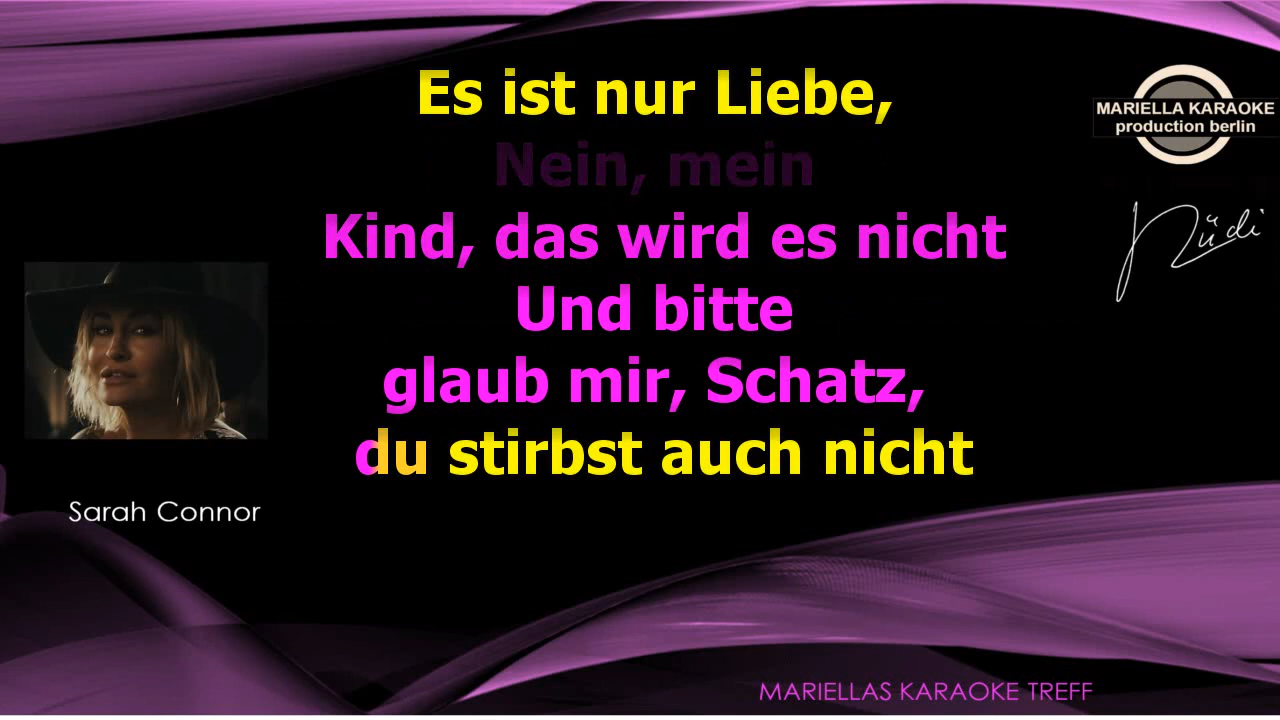 Es ist nur Liebe,
Nein, mein
Kind, das wird es nicht
Und bitte
glaub mir, Schatz,
du stirbst auch nicht
MARIELLA KARAOKE
production berlin
Rüdi
Sarah Connor
MARIELLAS KARAOKE TREFF